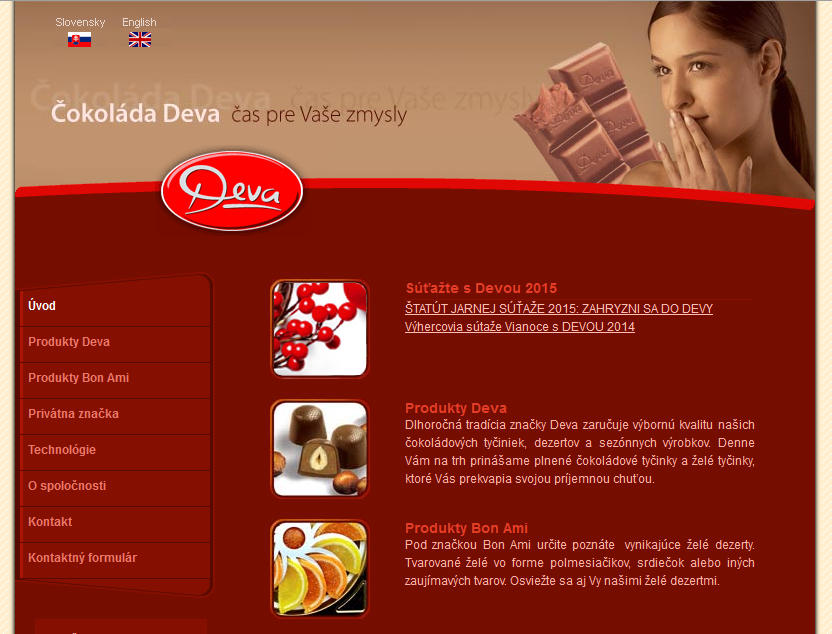 Slovensky English
Čokoláda Deva čas pre Vaše zmysly
Deva
Deva
Deva
Úvod
Produkty Deva
Produkty Bon Ami
Privátna značka
Technológie
O spoločnosti
Kontakt
Kontaktný formulár
Súťažte s Devou 2015
ŠTATÚT JARNEJ SÚŤAŽE 2015: ZAHRYZNI SA DO DEVY
Výhercovia sútaže Vianoce s DEVOU 2014
Produkty Deva
Dlhoročná tradícia značky Deva zaručuje výbornú kvalitu našich
čokoládových tyčiniek, dezertov a sezónnych výrobkov. Denne
Vám na trh prinášame plnené čokoládové tyčinky a želé tyčinky,
ktoré Vás prekvapia svojou príjemnou chuťou.
Produkty Bon Ami
Pod značkou Bon Ami určite poznáte vynikajúce želé dezerty.
Tvarované želé vo forme polmesiačikov, srdiečok alebo iných
zaujímavých tvarov. Osviežte sa aj Vy našimi želé dezertmi.